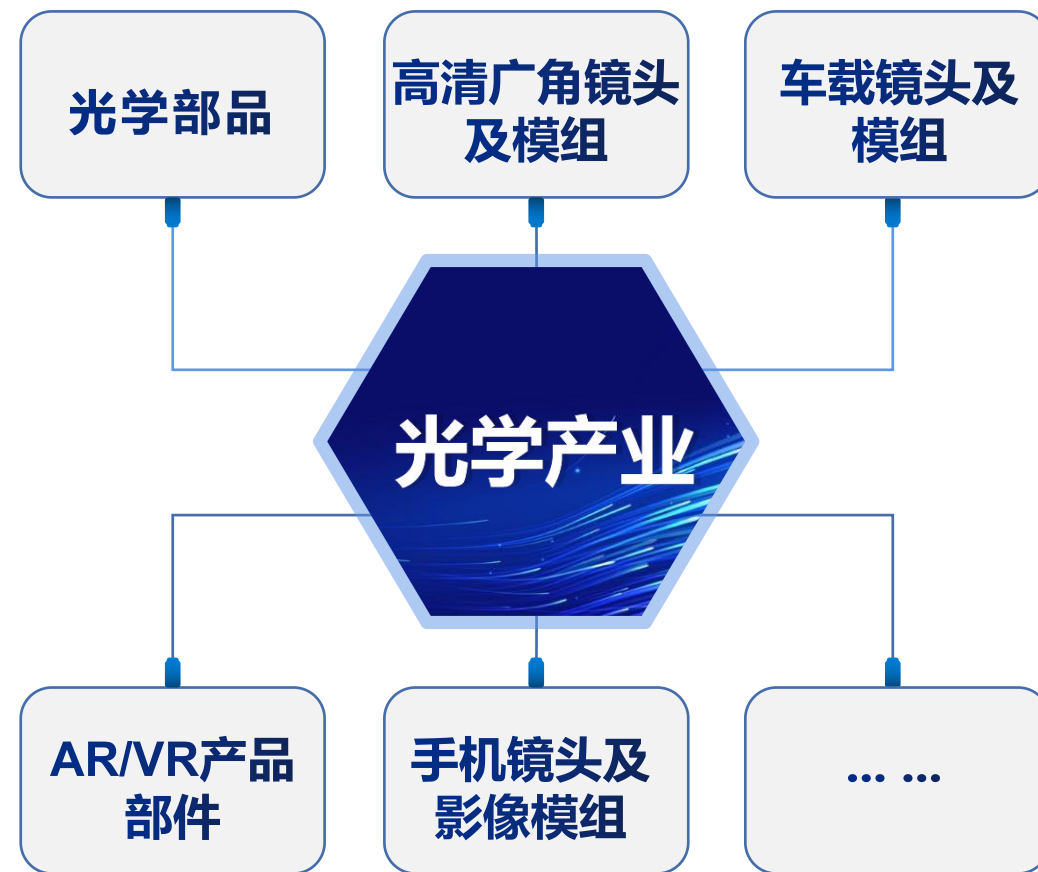 光学部品
高清广角镜头
及模组
车载镜头及
模组
光学产业
AR/VR产品
部件
手机镜头及
影像模组
... ...